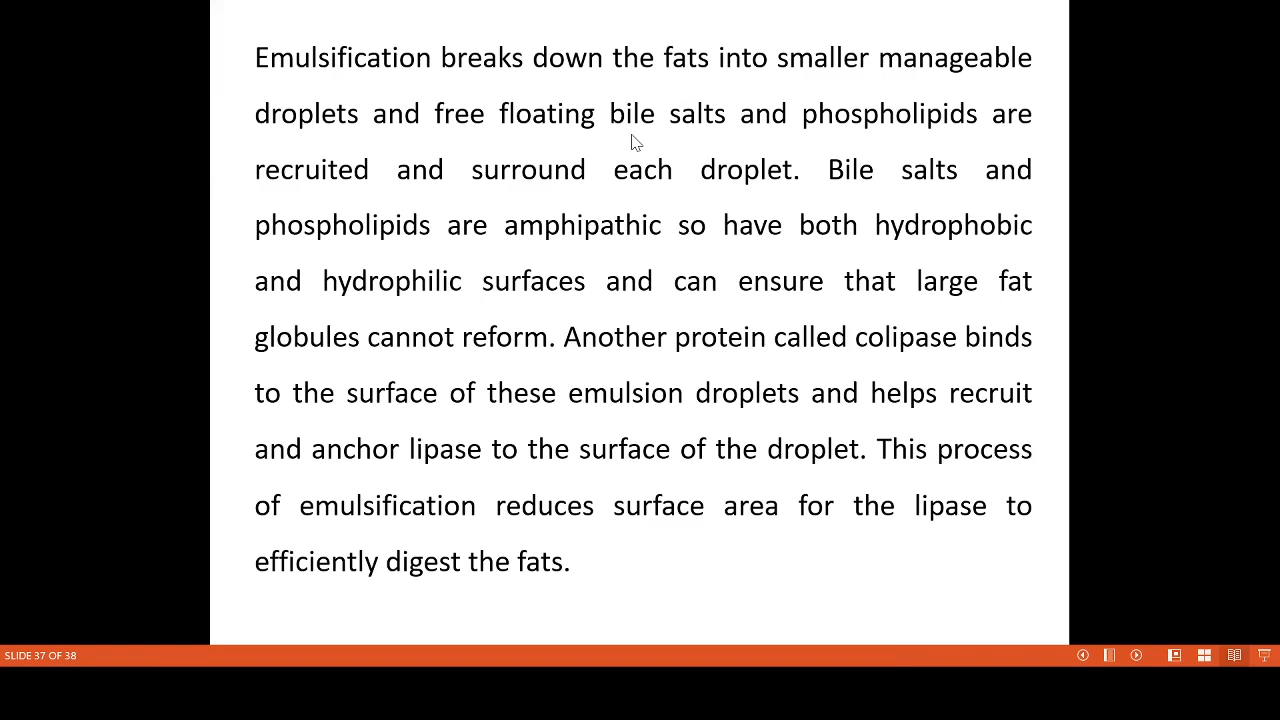 Emulsification breaks down the fats into smaller manageable
droplets and free floating bile salts and phospholipids are
recruited and surround each droplet. Bile salts and
phospholipids are amphipathic so have both hydrophobic
and hydrophilic surfaces and can ensure that large fat
globules cannot reform. Another protein called colipase binds
to the surface of these emulsion droplets and helps recruit
and anchor lipase to the surface of the droplet. This process
of emulsification reduces surface area for the lipase to
efficiently digest the fats.
SLIDE 37 OF 38